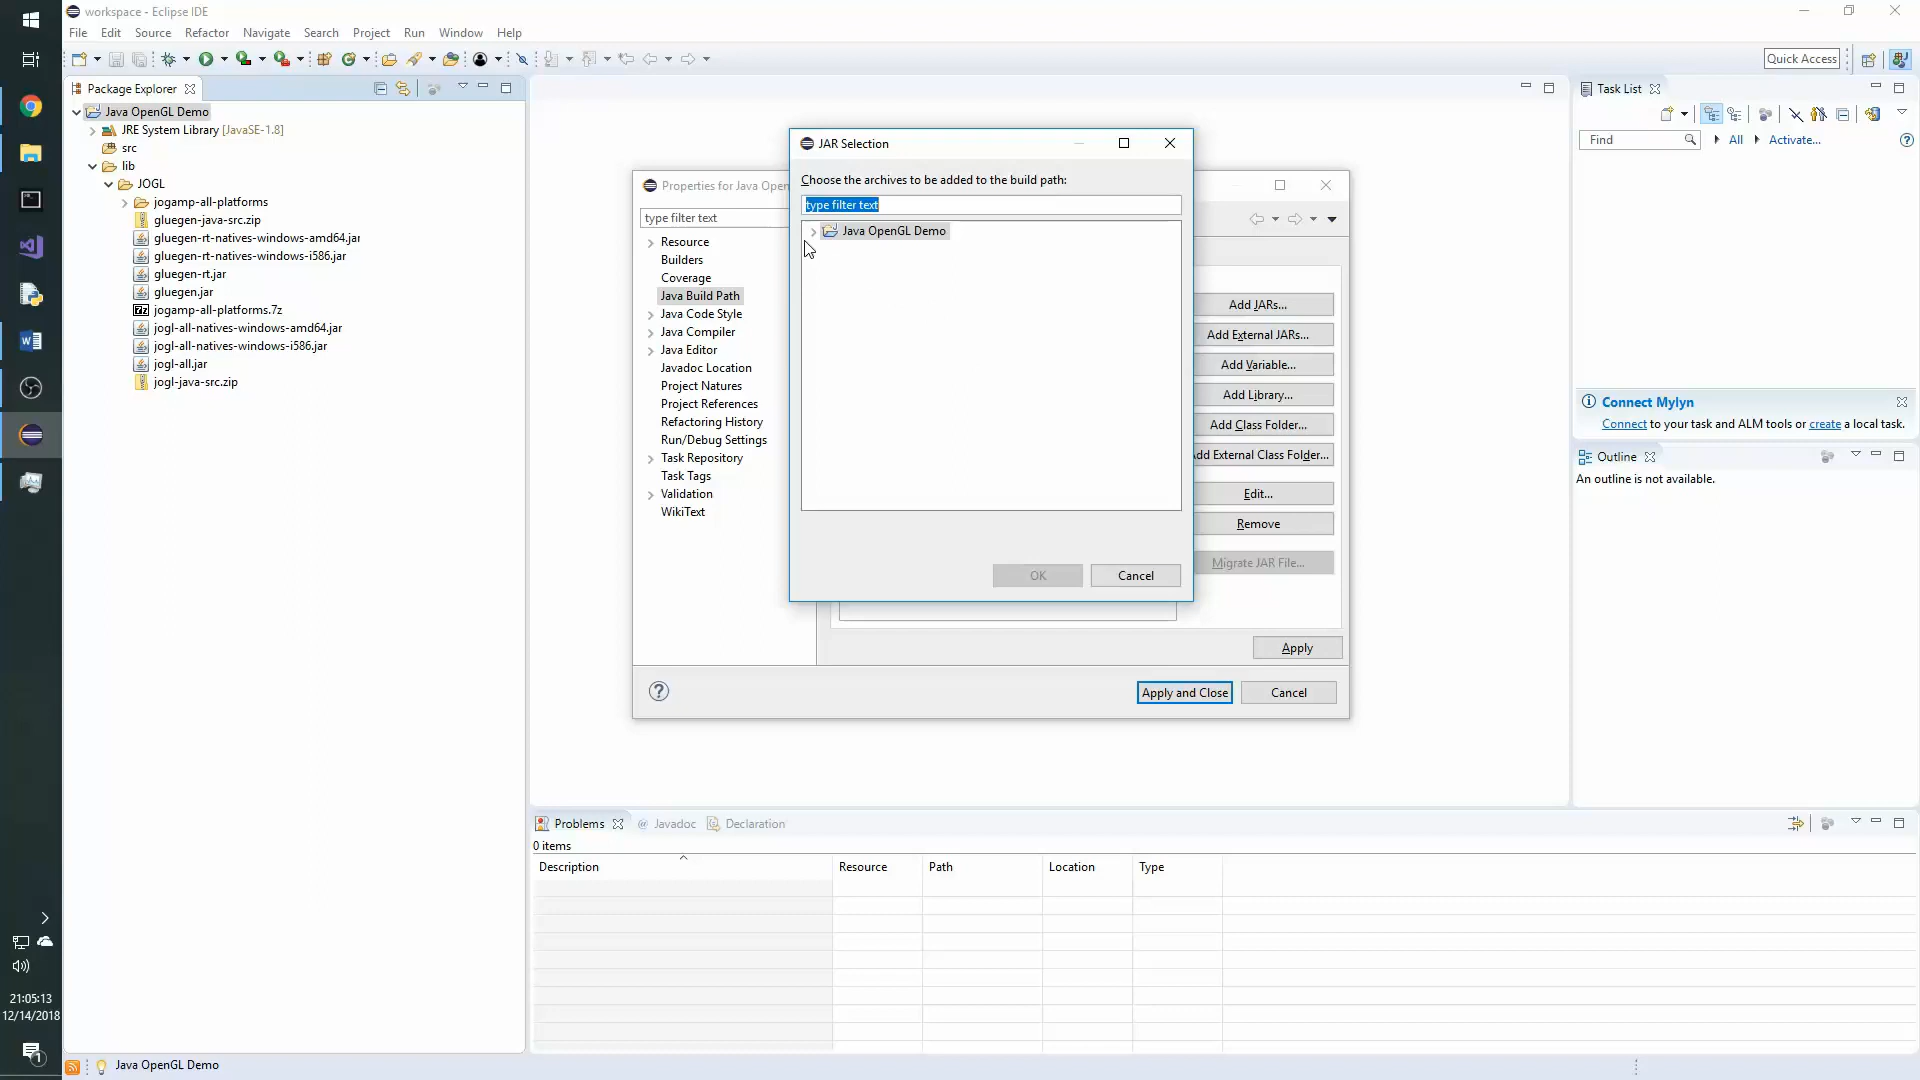 workspace - Eclipse IDE
File Edit Source Refactor Navigate Search Project Run Window Help
Quick Access
Package Explorer
Java OpenGL Demo
JRE System Library [JavaSE-1.8]
src
lib
JOGL
jogamp-all-platforms
gluegen-java-src.zip
gluegen-rt-natives-windows-amd64.jar
gluegen-rt-natives-windows-i586.jar
gluegen-rt.jar
gluegen.jar
jogamp-all-platforms.7z
jogl-all-natives-windows-amd64.jar
jogl-all-natives-windows-i586.jar
jogl-all.jar
jogl-java-src.zip
Properties for Java Open
type filter text
Resource
Builders
Coverage
Java Build Path
Java Code Style
Java Compiler
Java Editor
Javadoc Location
Project Natures
Project References
Refactoring History
Run/Debug Settings
Task Repository
Task Tags
Validation
WikiText
JAR Selection
Choose the archives to be added to the build path:
type filter text
Java OpenGL Demo
OK Cancel
Add JARs...
Add External JARs...
Add Variable...
Add Library...
Add Class Folder...
dd External Class Folder...
Edit...
Remove
Migrate JAR File...
Apply
Apply and Close Cancel
Task List
Find All Activate...
Connect Mylyn
Connect to your task and ALM tools or create a local task.
Outline
An outline is not available.
Problems Javadoc Declaration
0 items
Description Resource Path Location Type
21:05:13
12/14/2018
1
Java OpenGL Demo